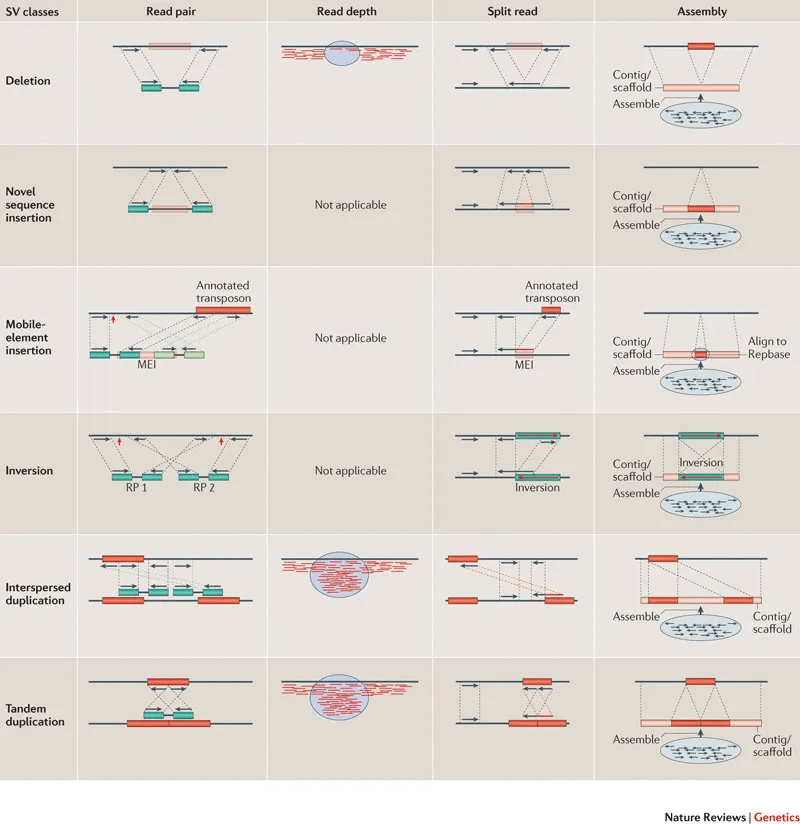 SV classes
Read pair
Read depth
Split read
Assembly
Deletion
Contig/
scaffold
Assemble
Novel
sequence
insertion
Not applicable
Contig/
scaffold
Assemble
Mobile-
element
insertion
Annotated
transposon
MEI
Not applicable
Annotated
transposon
MEI
Contig/
scaffold
Assemble
Align to
Repbase
Inversion
RP 1
RP 2
Not applicable
Inversion
Contig/
scaffold
Assemble
Inversion
Interspersed
duplication
Assemble
Contig/
scaffold
Tandem
duplication
Assemble
Contig/
scaffold
Nature Reviews | Genetics